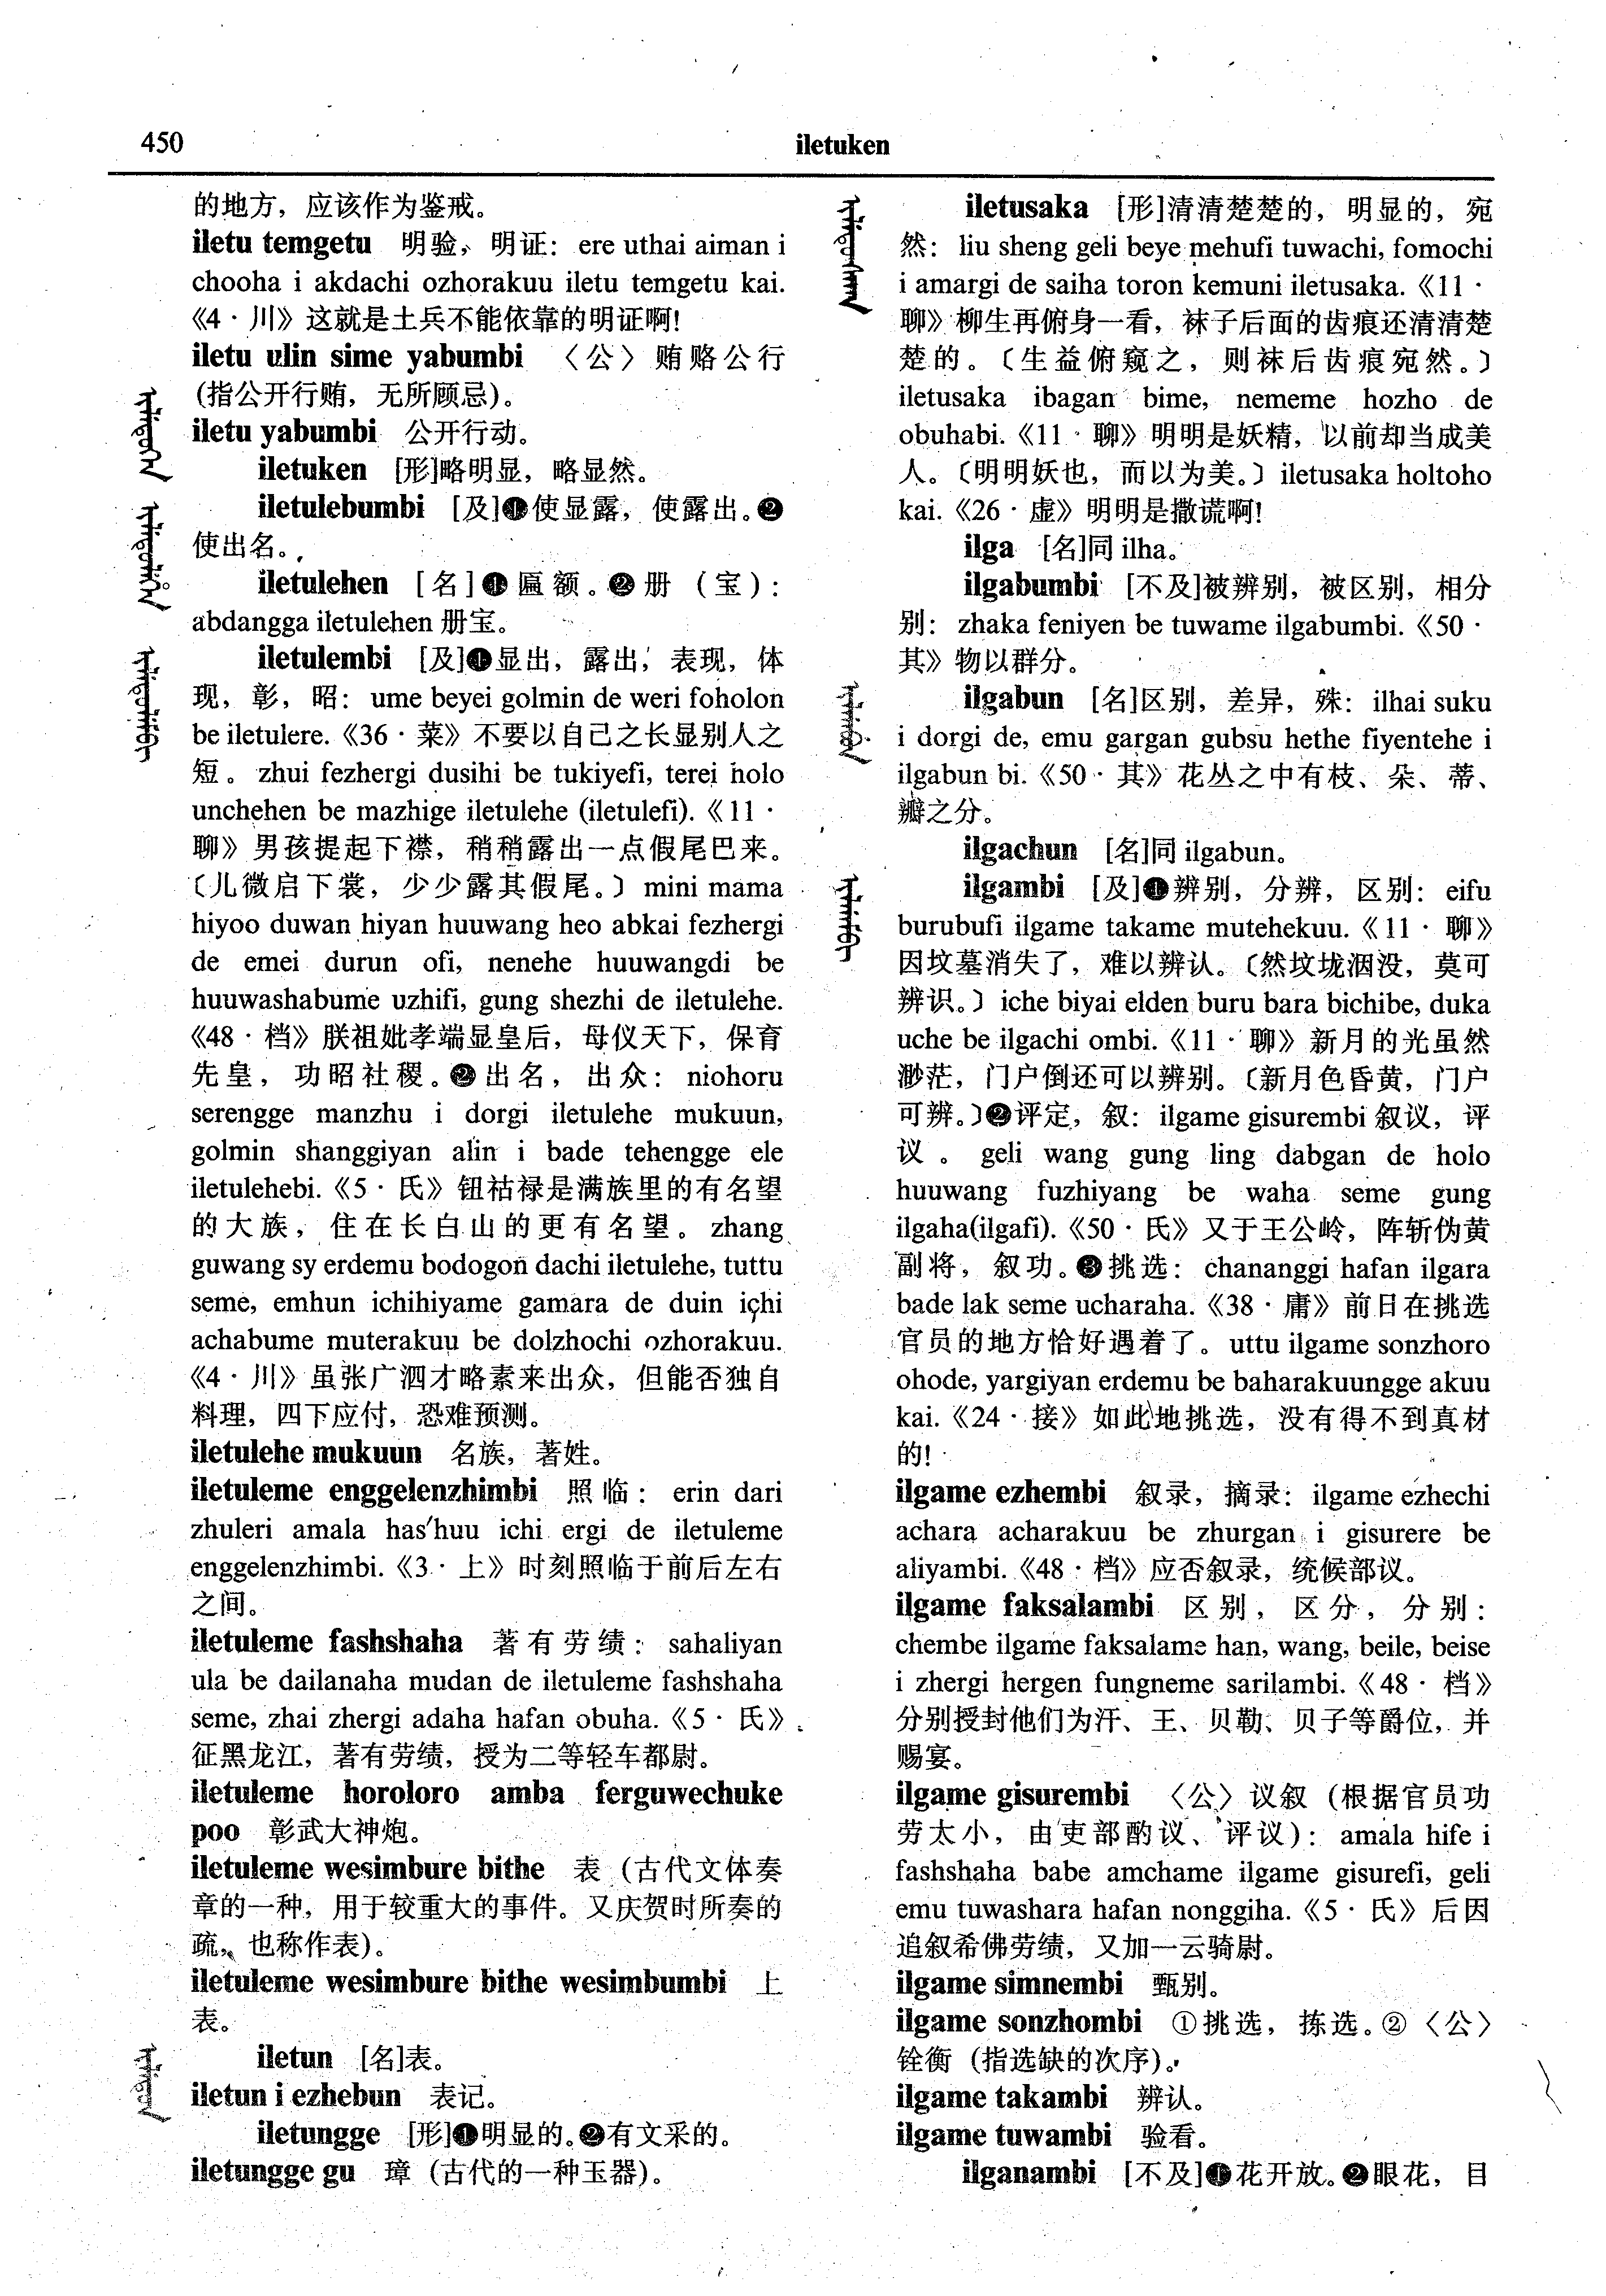 450
iletuken
的地方，应该作为鉴戒。
iletu temgetu 明验，明证：ere uthai aiman i
chooha i akdachi ozhorakuu iletu temgetu kai.
《4·川》这就是土兵不能依靠的明证啊！
iletu ulin sime yabumbi 〈公〉贿赂公行
(指公开行贿，无所顾忌)。
iletu yabumbi 公开行动。
iletuken [形]略明显，略显然。
iletulebumbi [及]❶使显露，使露出。❷
使出名。
iletulehen [名]❶匾额。❷册（宝）：
abdangga iletulehen 册宝。
iletulembi [及]❶显出，露出，表现，体
现，彰，昭：ume beyei golmin de weri foholon
be iletulere.《36·菜》不要以自己之长显别人之
短。zhui fezhergi dusihi be tukiyefi, terei holo
unchehen be mazhige iletulehe (iletulefi).《11·
聊》男孩提起下襟，稍稍露出一点假尾巴来。
〔儿微启下裳，少少露其假尾。〕mini mama
hiyoo duwan hiyan huuwang heo abkai fezhergi
de emei durun ofi, nenehe huuwangdi be
huuwashabume uzhifi, gung shezhi de iletulehe.
《48·档》朕祖妣孝端显皇后，母仪天下，保育
先皇，功昭社稷。❷出名，出众：niohoru
serengge manzhu i dorgi iletulehe mukuun,
golmin shanggiyan alin i bade tehengge ele
iletulehebi.《5·氏》钮祜禄是满族里的有名望
的大族，住在长白山的更有名望。zhang
guwang sy erdemu bodogon dachi iletulehe, tuttu
seme, emhun ichihiyame gamara de duin ichi
achabume muterakuu be dolzhochi ozhorakuu.
《4·川》虽张广泗才略素来出众，但能否独自
料理，四下应付，恐难预测。
iletulehe mukuun 名族，著姓。
iletuleme enggelenzhimbi 照临：erin dari
zhuleri amala has'huu ichi ergi de iletuleme
enggelenzhimbi.《3·上》时刻照临于前后左右
之间。
iletuleme fashshaha 著有劳绩：sahaliyan
ula be dailanaha mudan de iletuleme fashshaha
seme, zhai zhergi adaha hafan obuha.《5·氏》
征黑龙江，著有劳绩，授为二等轻车都尉。
iletuleme horoloro amba ferguwechuke
poo 彰武大神炮。
iletuleme wesimbure bithe 表（古代文体奏
章的一种，用于较重大的事件。又庆贺时所奏的
疏，也称作表）。
iletuleme wesimbure bithe wesimbumbi 上
表。
iletun [名]表。
iletun i ezhebun 表记。
iletungge [形]❶明显的。❷有文采的。
iletungge gu 璋（古代的一种玉器）。
iletusaka [形]清清楚楚的，明显的，宛
然：liu sheng geli beye mehufi tuwachi, fomochi
i amargi de saiha toron kemuni iletusaka.《11·
聊》柳生再俯身一看，袜子后面的齿痕还清清楚
楚的。〔生益俯窥之，则袜后齿痕宛然。〕
iletusaka ibagan bime, nememe hozho de
obuhabi.《11·聊》明明是妖精，以前却当成美
人。〔明明妖也，而以为美。〕iletusaka holtoho
kai.《26·虚》明明是撒谎啊！
ilga [名]同 ilha。
ilgabumbi [不及]被辨别，被区别，相分
别：zhaka feniyen be tuwame ilgabumbi.《50·
其》物以群分。
ilgabun [名]区别，差异，殊：ilhai suku
i dorgi de, emu gargan gubsu hethe fiyentehe i
ilgabun bi.《50·其》花丛之中有枝、朵、蒂、
瓣之分。
ilgachun [名]同 ilgabun。
ilgambi [及]❶辨别，分辨，区别：eifu
burubufi ilgame takame mutehekuu.《11·聊》
因坟墓消失了，难以辨认。〔然坟垅湮没，莫可
辨识。〕iche biyai elden buru bara bichibe, duka
uche be ilgachi ombi.《11·聊》新月的光虽然
渺茫，门户倒还可以辨别。〔新月色昏黄，门户
可辨。〕❷评定，叙：ilgame gisurembi 叙议，评
议。geli wang gung ling dabgan de holo
huuwang fuzhiyang be waha seme gung
ilgaha(ilgafi).《50·氏》又于王公岭，阵斩伪黄
副将，叙功。❸挑选：chananggi hafan ilgara
bade lak seme ucharaha.《38·庸》前日在挑选
官员的地方恰好遇着了。uttu ilgame sonzhoro
ohode, yargiyan erdemu be baharakuungge akuu
kai.《24·接》如此地挑选，没有得不到真材
的！
ilgame ezhembi 叙录，摘录：ilgame ezhechi
achara acharakuu be zhurgan i gisurere be
aliyambi.《48·档》应否叙录，统候部议。
ilgame faksalambi 区别，区分，分别：
chembe ilgame faksalame han, wang, beile, beise
i zhergi hergen fungneme sarilambi.《48·档》
分别授封他们为汗、王、贝勒、贝子等爵位，并
赐宴。
ilgame gisurembi 〈公〉议叙（根据官员功
劳太小，由吏部酌议、评议）：amala hife i
fashshaha babe amchame ilgame gisurefi, geli
emu tuwashara hafan nonggiha.《5·氏》后因
追叙希佛劳绩，又加一云骑尉。
ilgame simnembi 甄别。
ilgame sonzhombi ①挑选，拣选。②〈公〉
铨衡（指选缺的次序）。
ilgame takambi 辨认。
ilgame tuwambi 验看。
ilganambi [不及]❶花开放。❷眼花，目